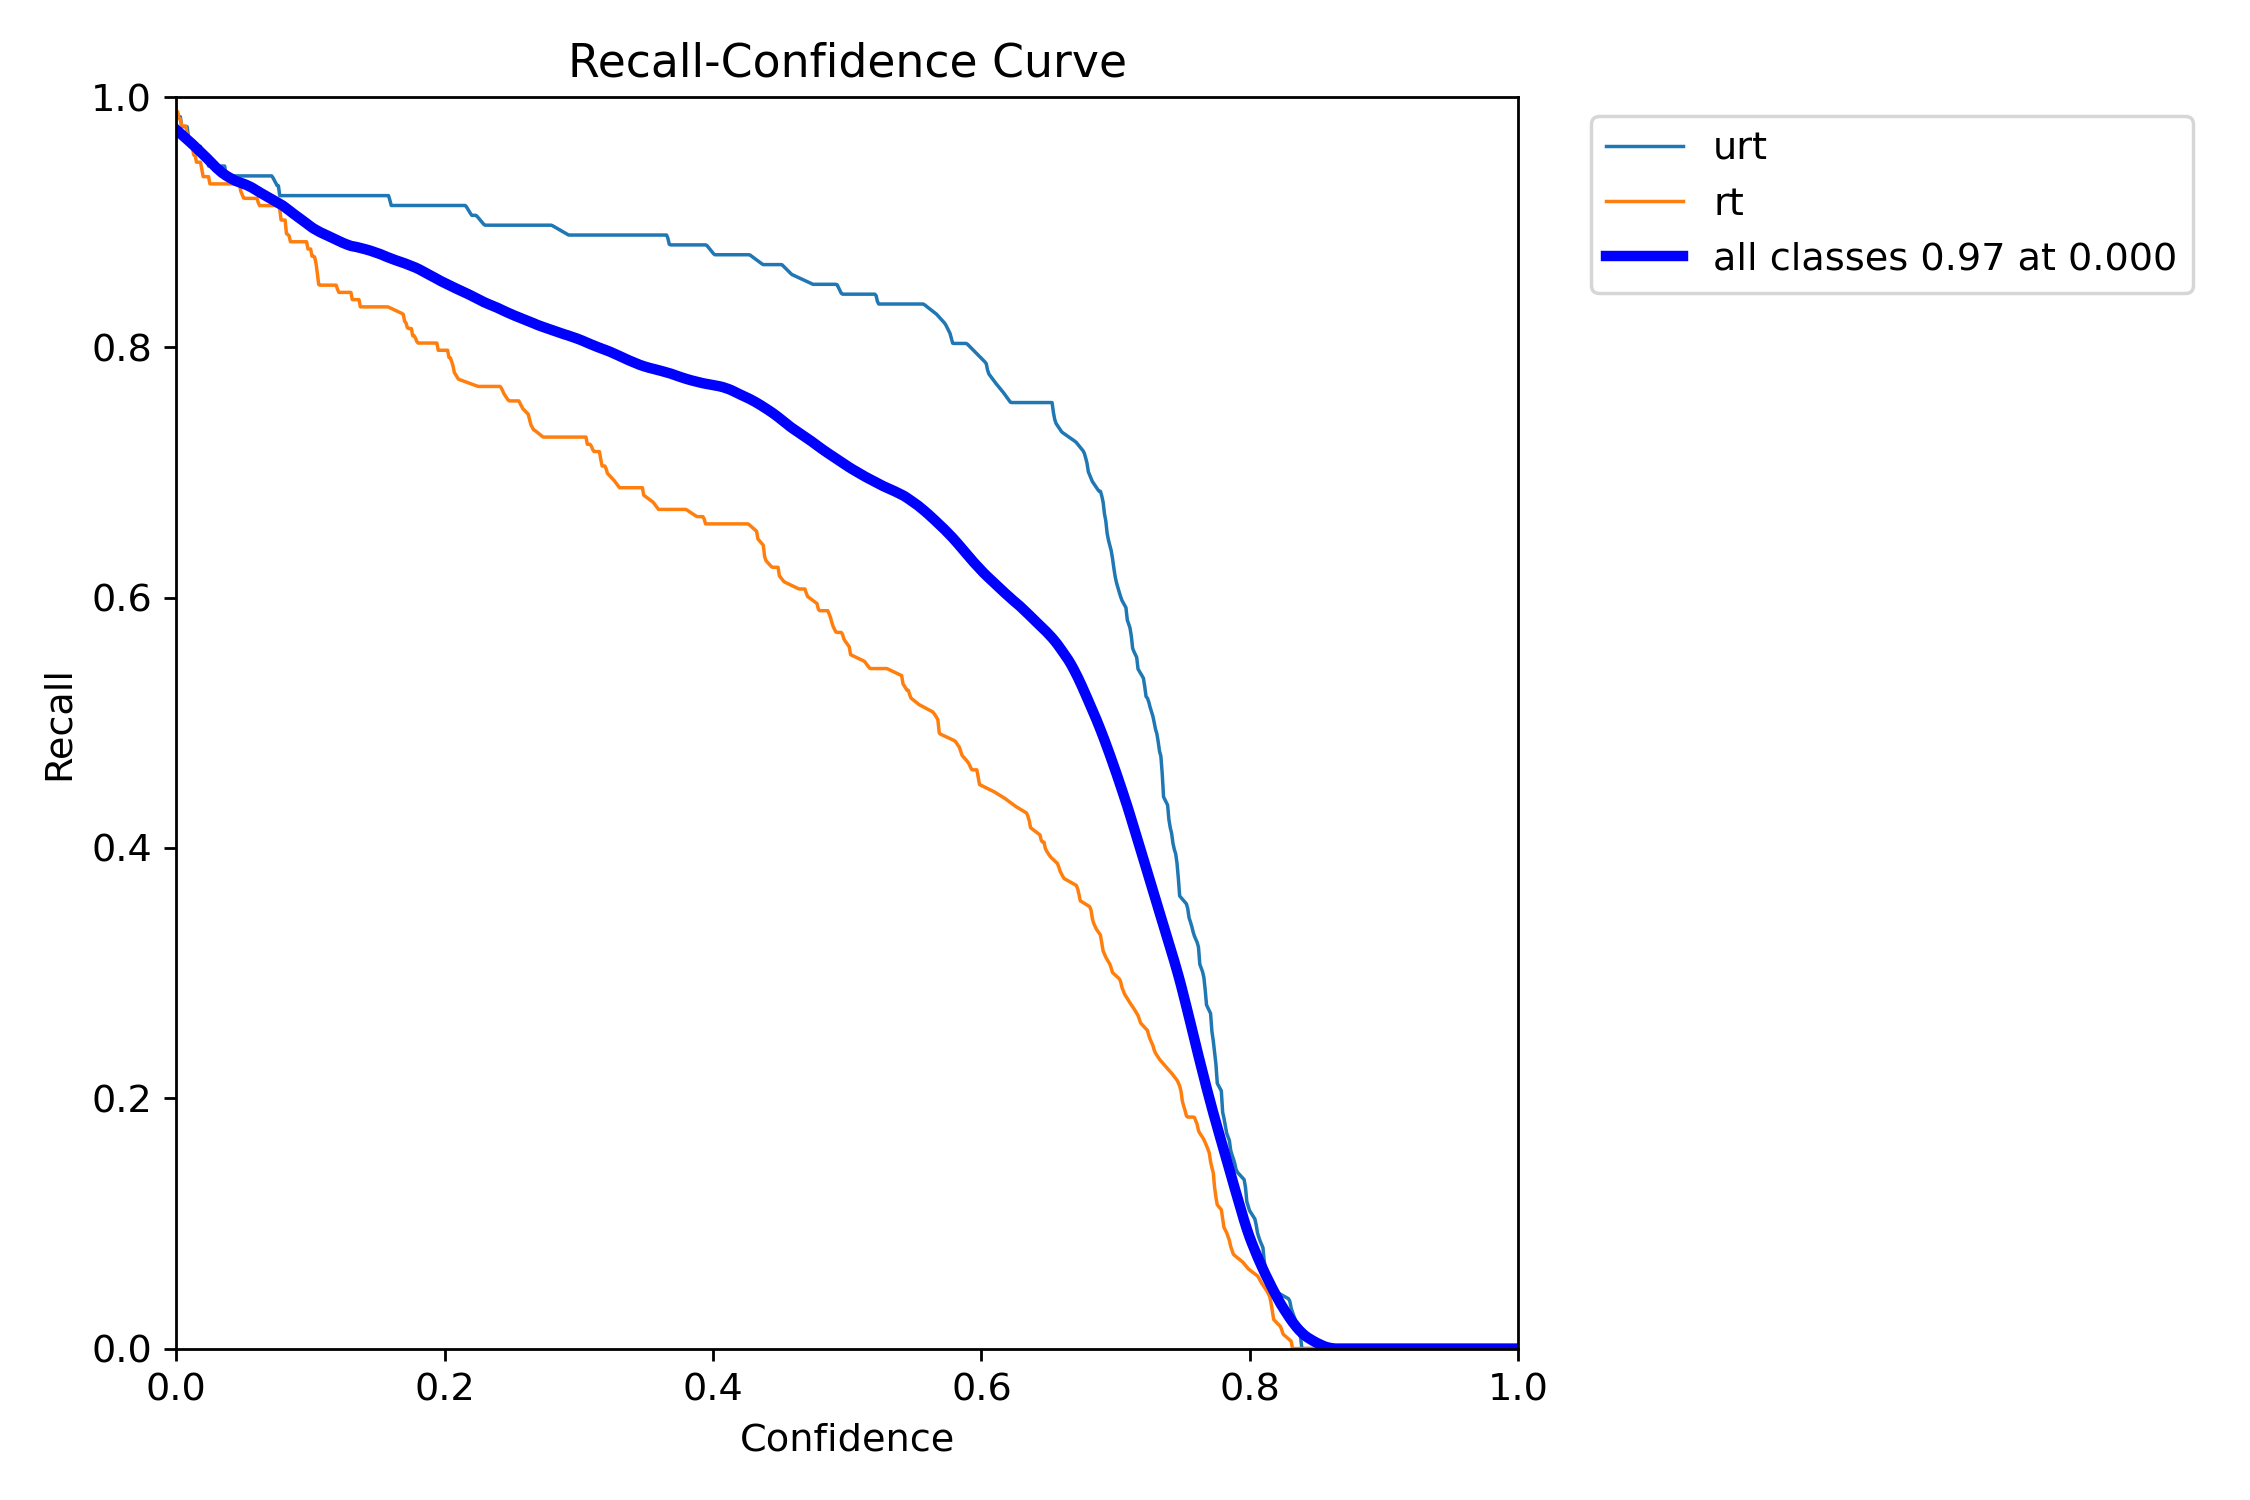 Recall-Confidence Curve
1.0
0.8
0.6
0.4
0.2
0.0
Recall
0.0 0.2 0.4 0.6 0.8 1.0
Confidence
urt
rt
all classes 0.97 at 0.000